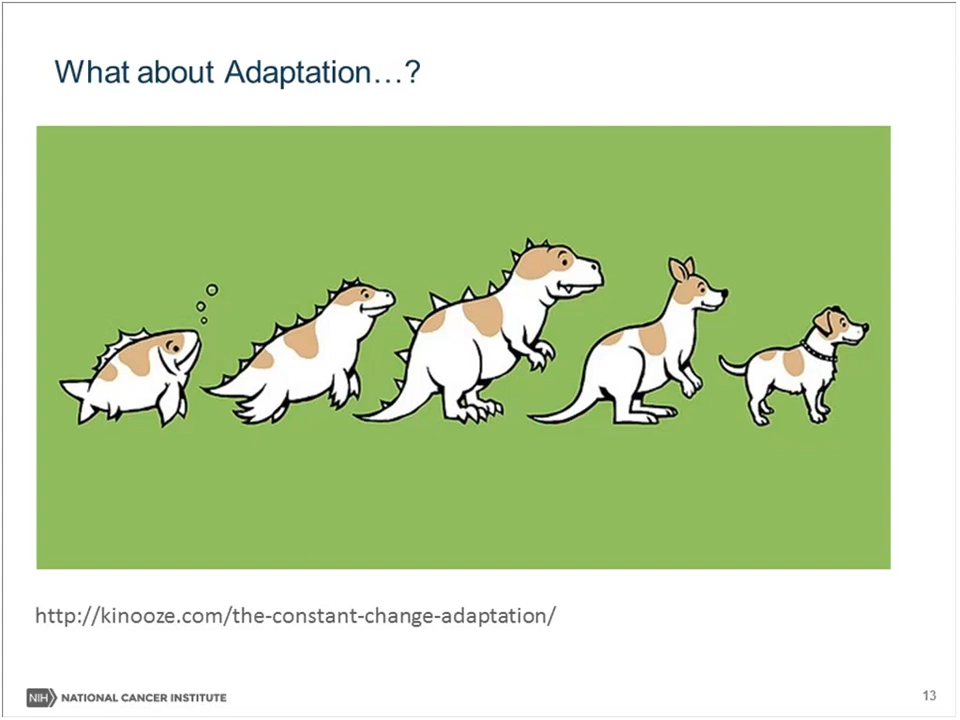 What about Adaptation…?
http://kinooze.com/the-constant-change-adaptation/
NIH NATIONAL CANCER INSTITUTE
13